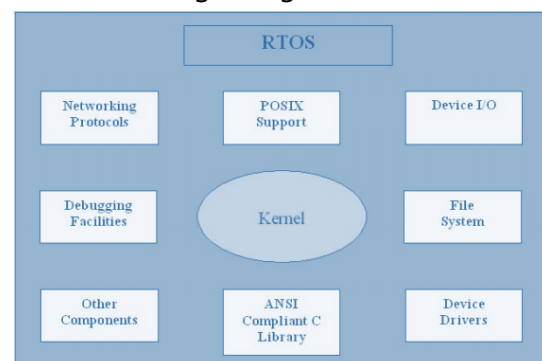 RTOS
Networking
Protocols
POSIX
Support
Device I/O
Debugging
Facilities
Kernel
File
System
Other
Components
ANSI
Compliant C
Library
Device
Drivers